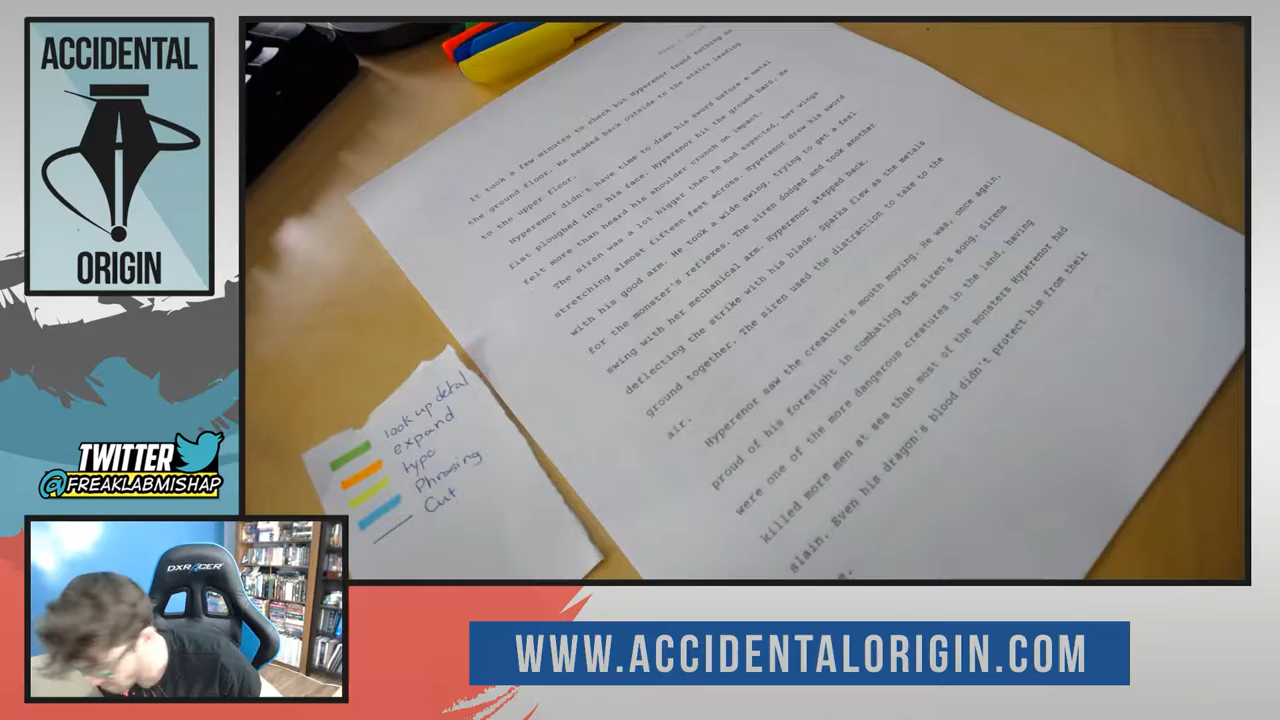 ACCIDENTAL
ORIGIN
TWITTER
@FREAKLABMISHAP
DXRACER
WWW.ACCIDENTALORIGIN.COM
It took a few minutes to check but Hyperenor found nothing on
the ground floor. He headed back outside to the stairs leading
to the upper floor.
Hyperenor didn't have time to draw his sword before a metal
fist ploughed into his face. Hyperenor hit the ground hard. He
felt more than heard his shoulder crunch on impact.
The siren was a lot bigger than he had expected, her wings
stretching almost fifteen feet across. Hyperenor drew his sword
with his good arm. He took a wide swing, trying to get a feel
for the monster's reflexes. The siren dodged and took another
swing with her mechanical arm. Hyperenor stepped back,
deflecting the strike with his blade. Sparks flew as the metals
ground together. The siren used the distraction to take to the
air.
Hyperenor saw the creature's mouth moving. He was, once again,
proud of his foresight in combating the siren's song. Sirens
were one of the more dangerous creatures in the land, having
killed more men at sea than most of the monsters Hyperenor had
slain. Even his dragon's blood didn't protect him from their
look up detail
expand
typo
Phrasing
Cut